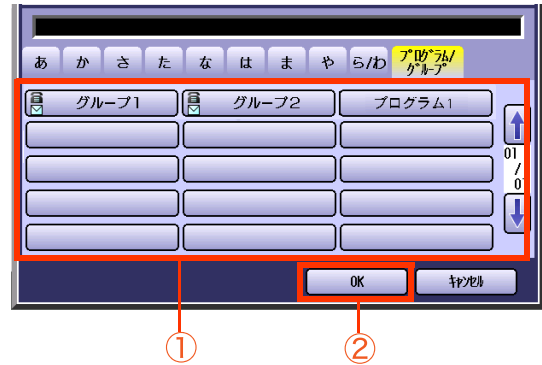 あ か さ た な は ま や ら/わ プログラム/
グループ
グループ1 グループ2 プログラム1
01
/
01
OK キャンセル
① ②